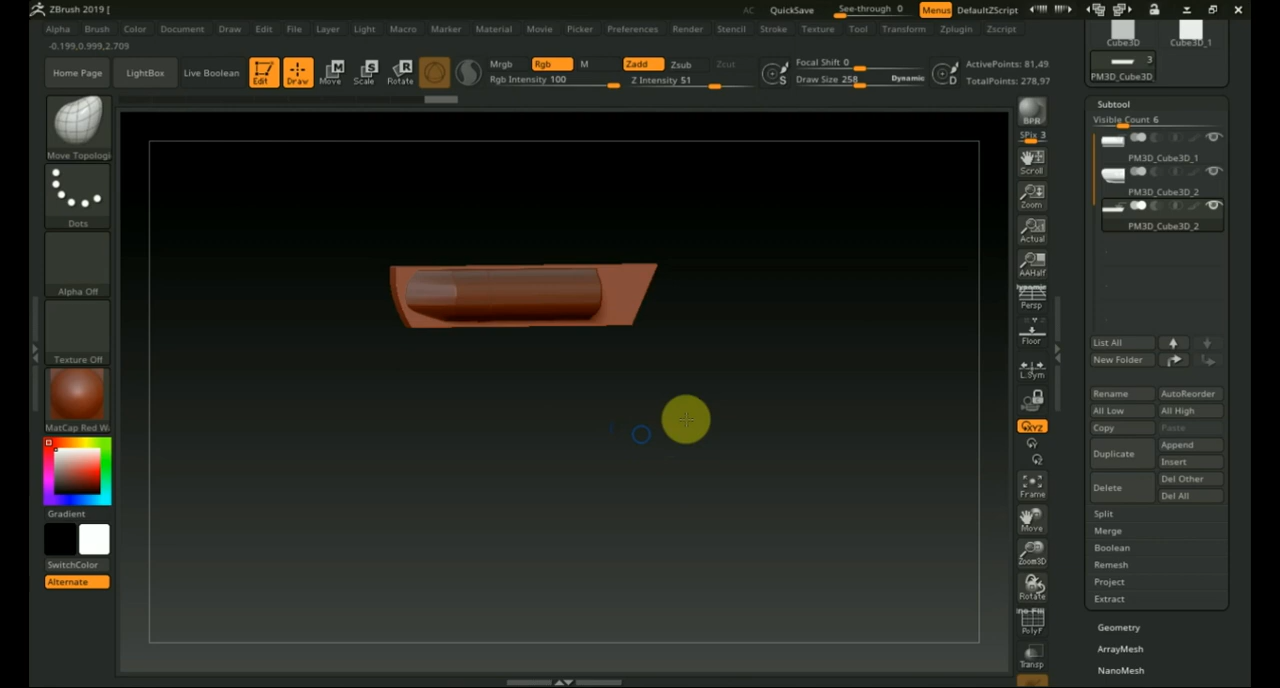 ZBrush 2019 [
AC QuickSave See-through 0 Menus DefaultZScript
Alpha Brush Color Document Draw Edit File Layer Light Macro Marker Material Movie Picker Preferences Render Stencil Stroke Texture Tool Transform Zplugin Zscript
-0.199,0.999,2.709
Home Page LightBox Live Boolean Edit Draw Move Scale Rotate
Mrgb Rgb M Zadd Zsub Zcut
Rgb Intensity 100 Z Intensity 51
S Focal Shift 0
Draw Size 258 Dynamic
D ActivePoints: 81,49
TotalPoints: 278,97
Move Topologi
Dots
Alpha Off
Texture Off
MatCap Red Wa
Gradient
SwitchColor
Alternate
BPR
SPix 3
Scroll
Zoom
Actual
AAHalf
Dynamic
Persp
Floor
L.Sym
XYZ
Frame
Move
Zoom3D
Rotate
PolyF
Transp
Cube3D Cube3D_1
3
PM3D_Cube3D
Subtool
Visible Count 6
PM3D_Cube3D_1
PM3D_Cube3D_2
PM3D_Cube3D_2
List All
New Folder
Rename AutoReorder
All Low All High
Copy Paste
Duplicate Append
Insert
Delete Del Other
Del All
Split
Merge
Boolean
Remesh
Project
Extract
Geometry
ArrayMesh
NanoMesh